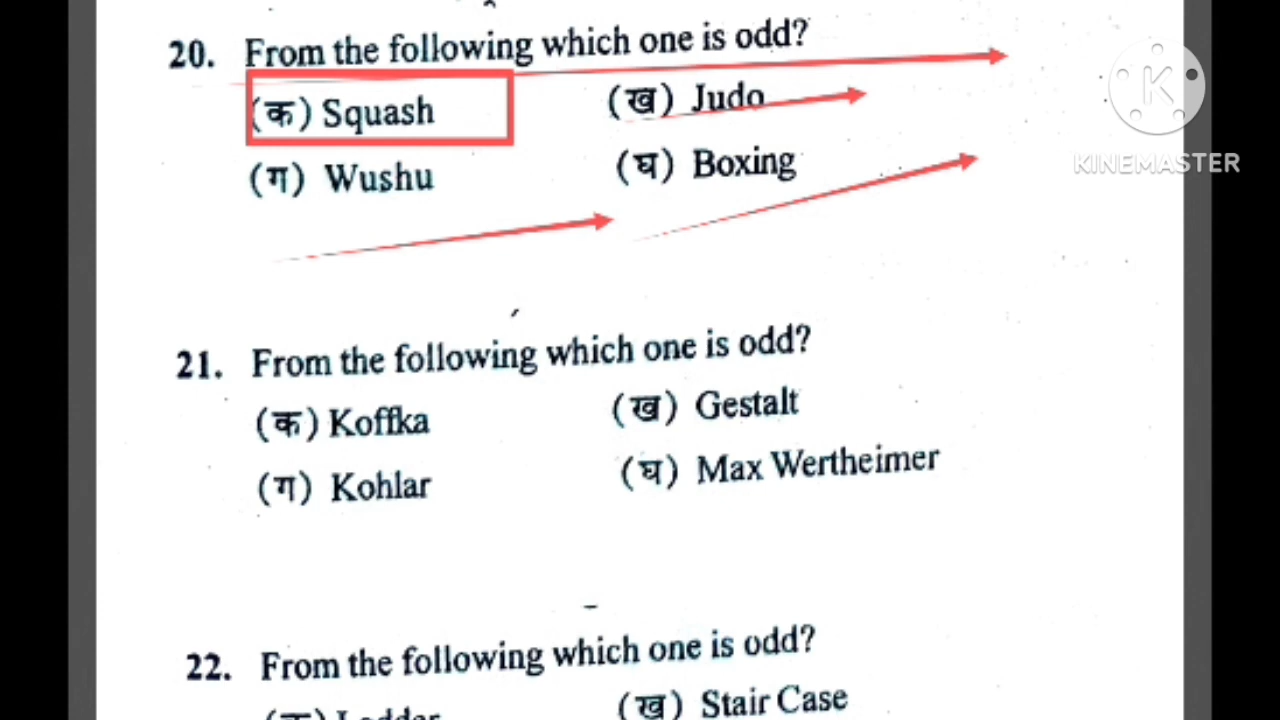 20. From the following which one is odd?
(क) Squash (ख) Judo
(ग) Wushu (घ) Boxing
K
KINEMASTER
21. From the following which one is odd?
(क) Koffka (ख) Gestalt
(ग) Kohlar (घ) Max Wertheimer
22. From the following which one is odd?
(क) Ladder (ख) Stair Case